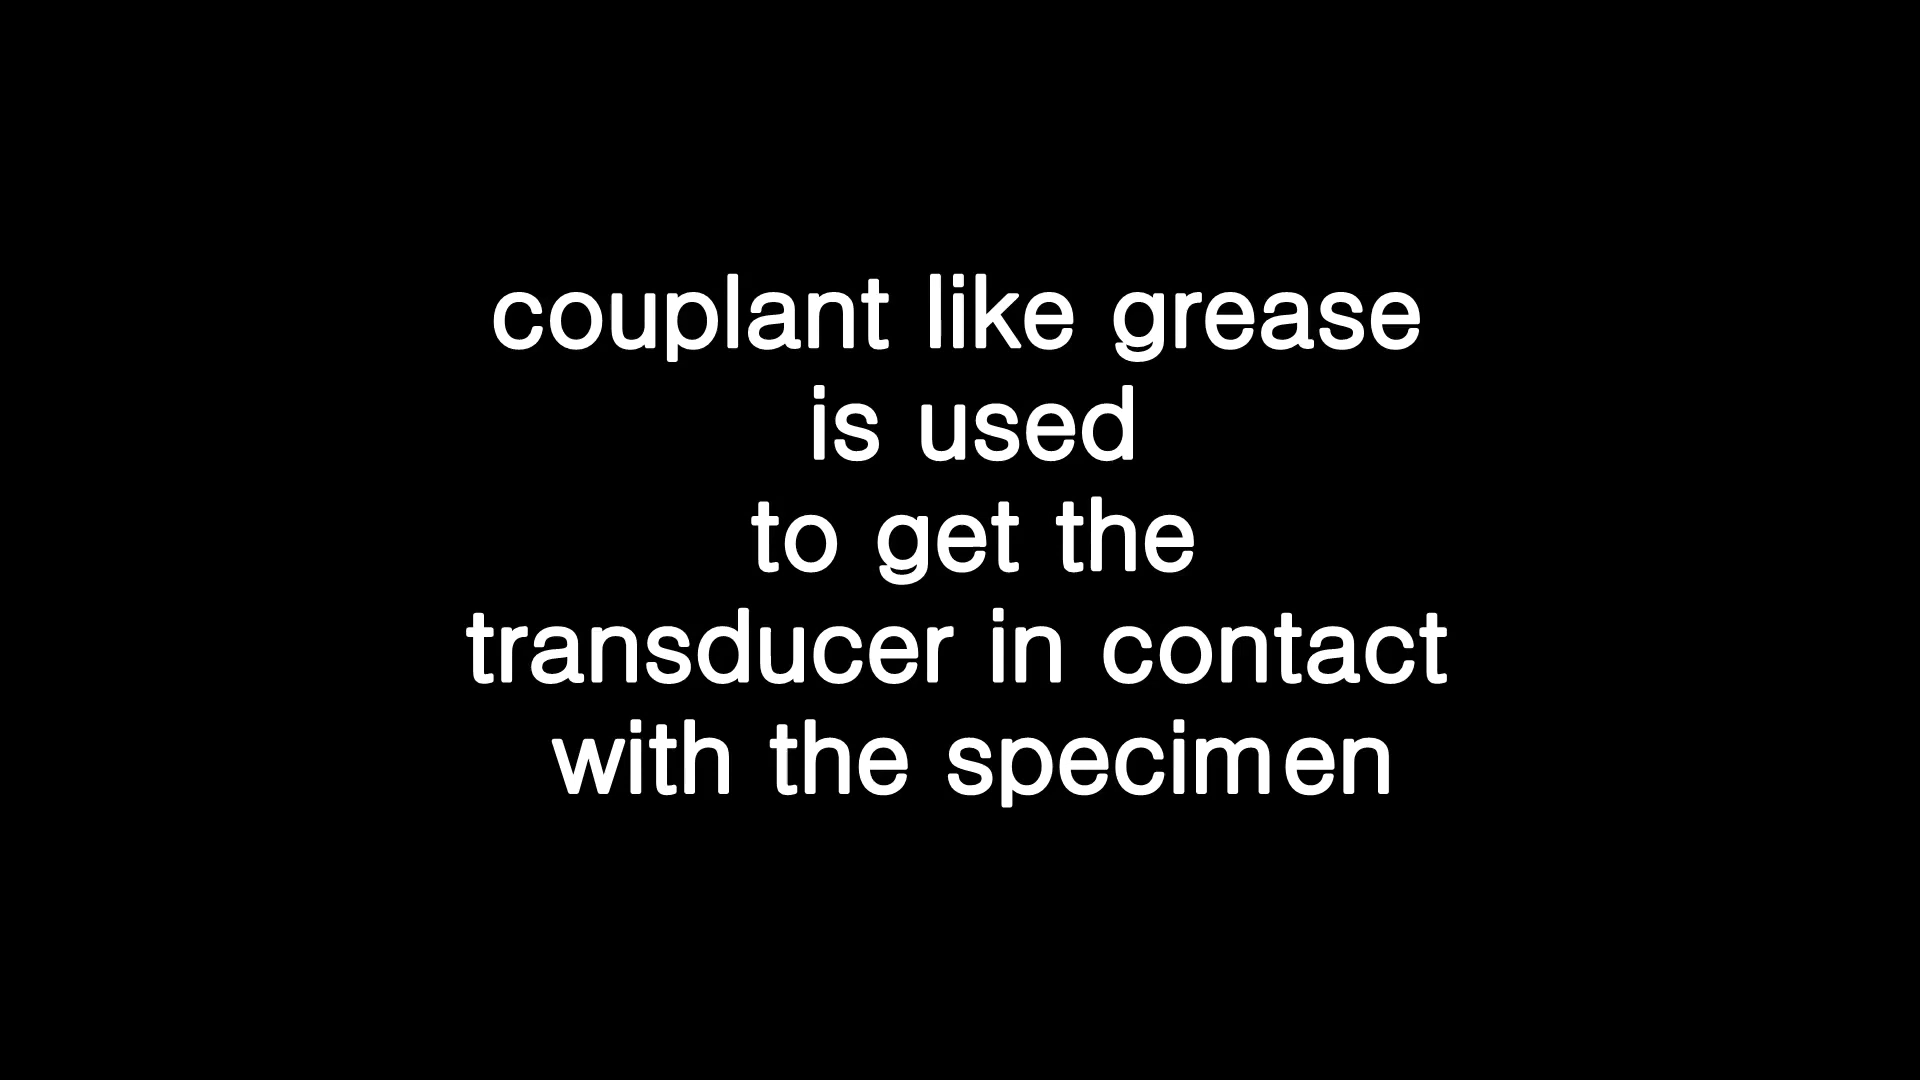 couplant like grease
is used
to get the
transducer in contact
with the specimen